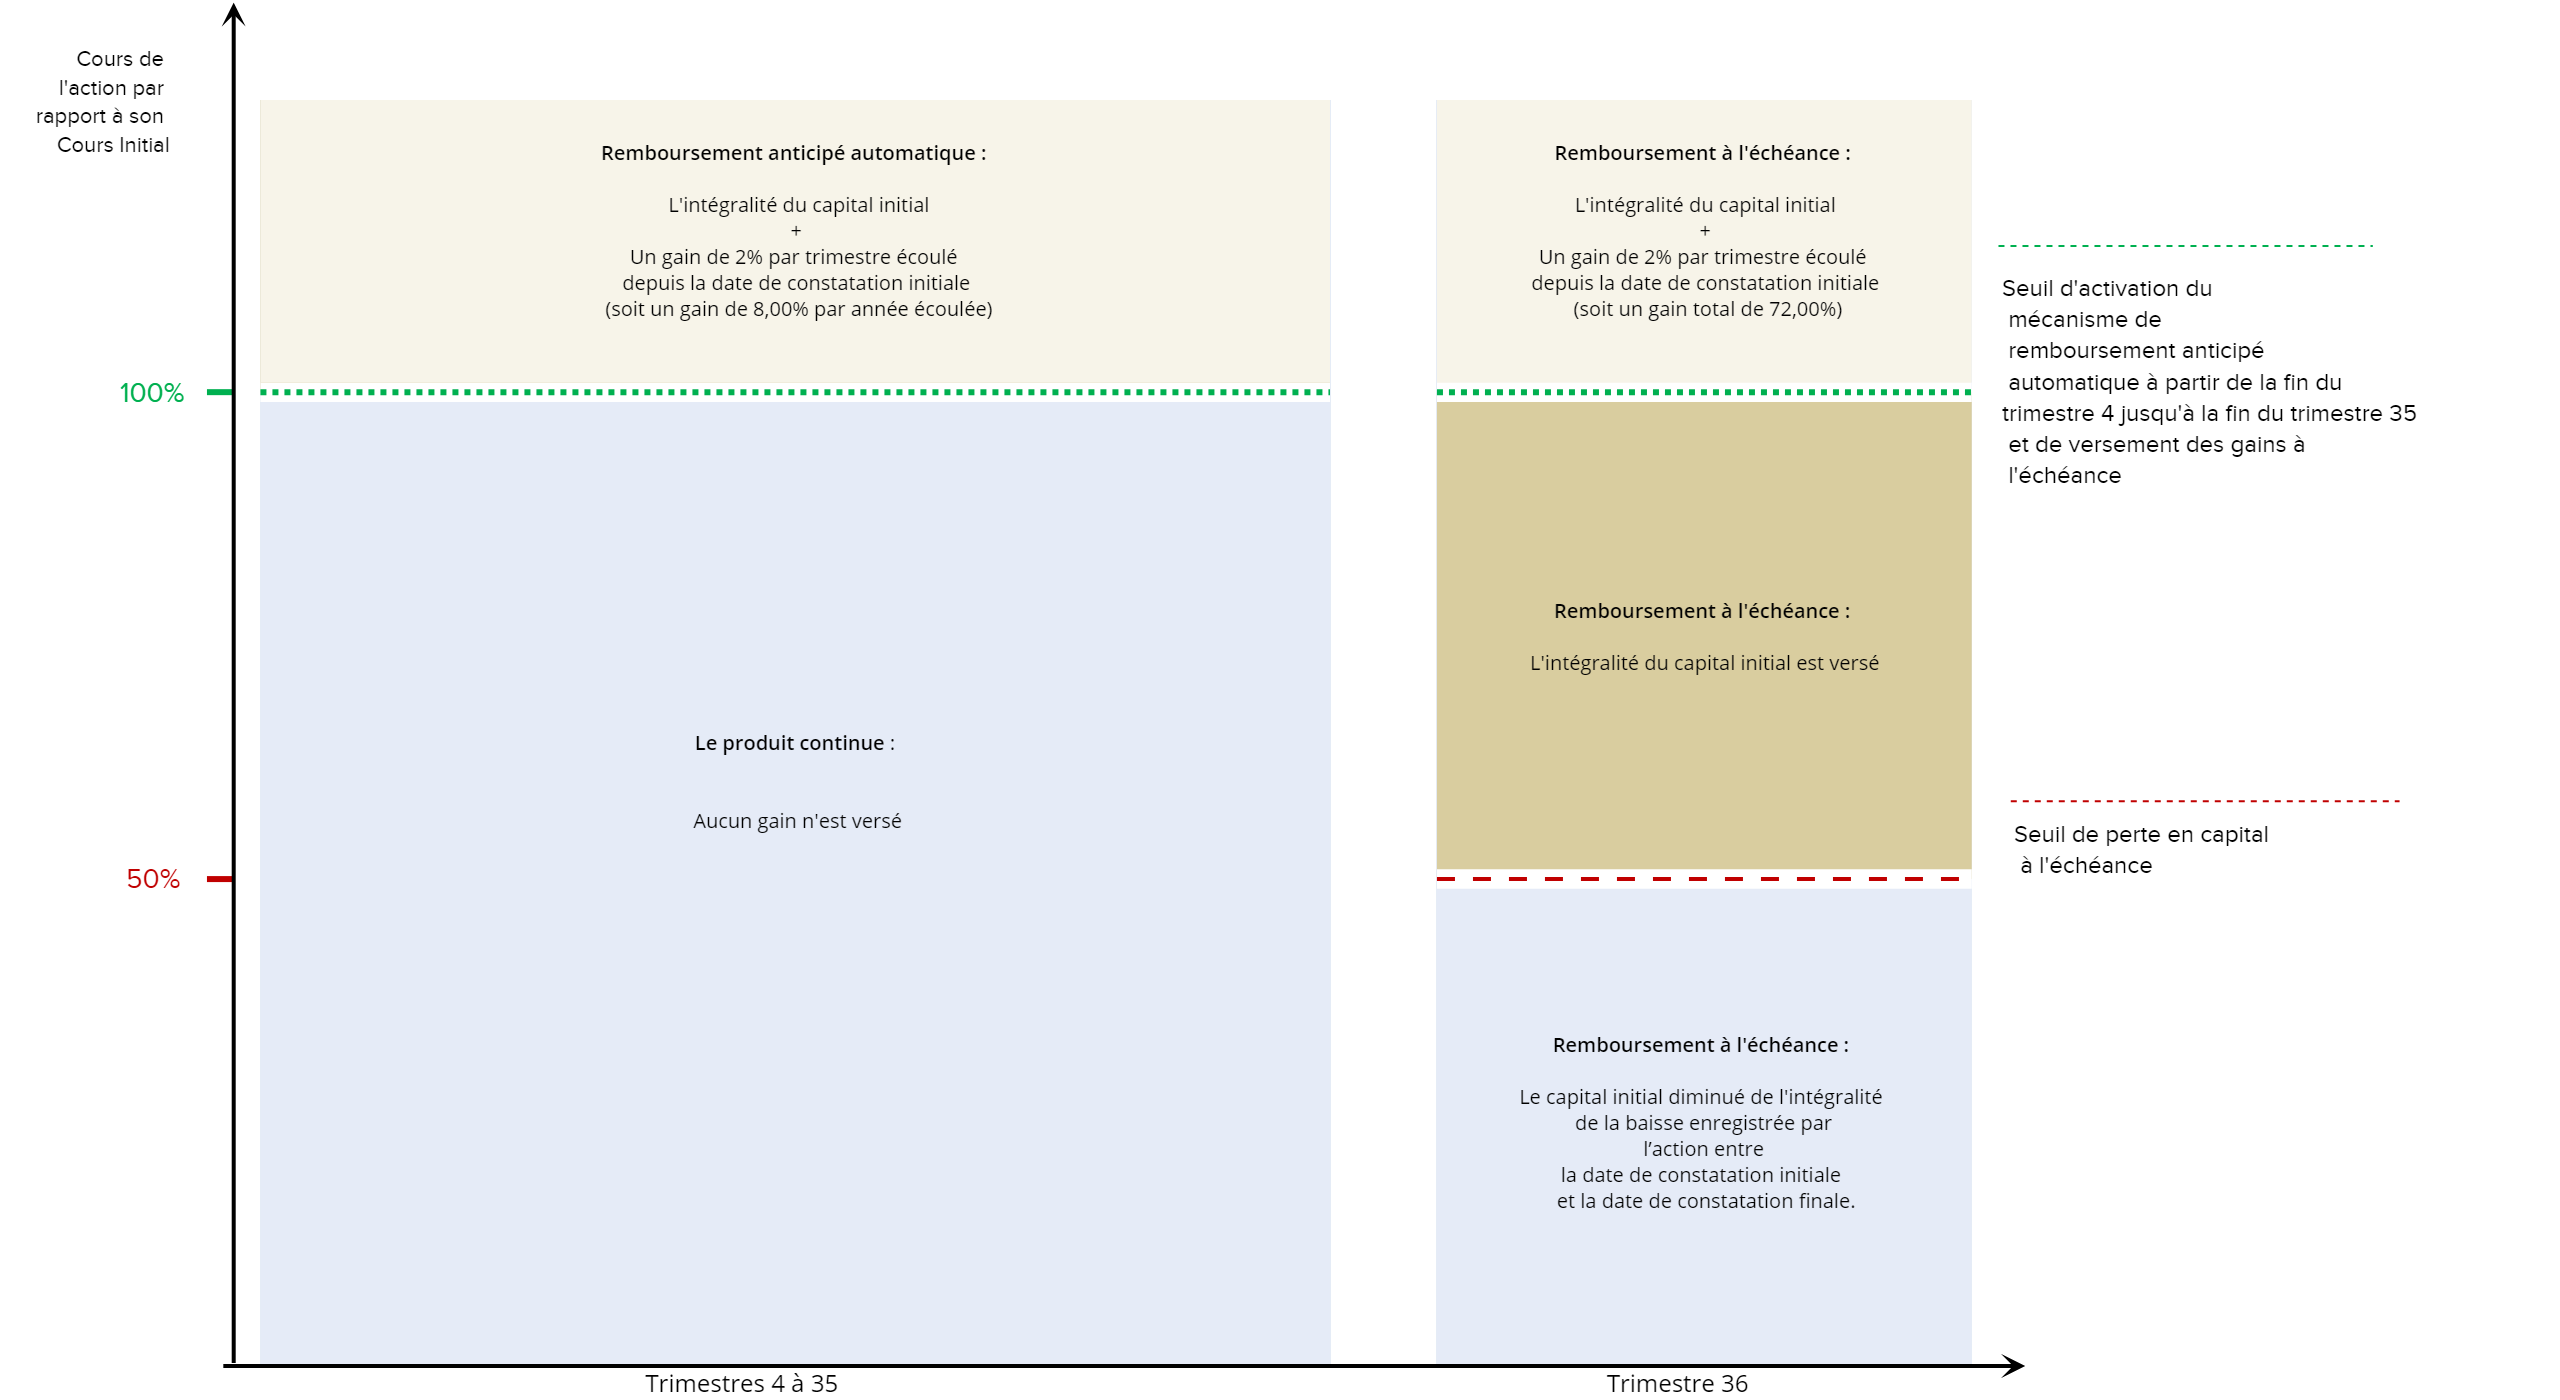 Cours de
l'action par
rapport à son
Cours Initial
Remboursement anticipé automatique :
L'intégralité du capital initial
+
Un gain de 2% par trimestre écoulé
depuis la date de constatation initiale
(soit un gain de 8,00% par année écoulée)
100%
Le produit continue :
Aucun gain n'est versé
50%
Trimestres 4 à 35
Remboursement à l'échéance :
L'intégralité du capital initial
+
Un gain de 2% par trimestre écoulé
depuis la date de constatation initiale
(soit un gain total de 72,00%)
Remboursement à l'échéance :
L'intégralité du capital initial est versé
Remboursement à l'échéance :
Le capital initial diminué de l'intégralité
de la baisse enregistrée par
l’action entre
la date de constatation initiale
et la date de constatation finale.
Trimestre 36
Seuil d'activation du
mécanisme de
remboursement anticipé
automatique à partir de la fin du
trimestre 4 jusqu'à la fin du trimestre 35
et de versement des gains à
l'échéance
Seuil de perte en capital
à l'échéance